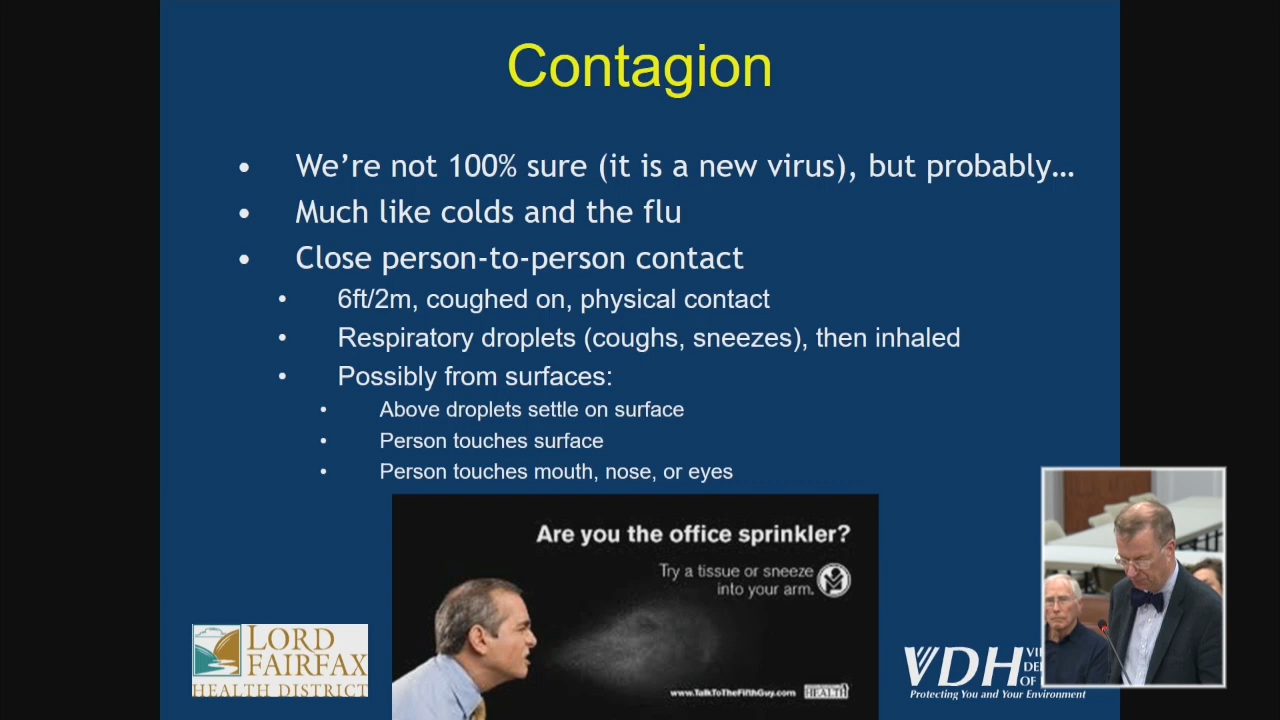 Contagion
• We're not 100% sure (it is a new virus), but probably…
• Much like colds and the flu
• Close person-to-person contact
• 6ft/2m, coughed on, physical contact
• Respiratory droplets (coughs, sneezes), then inhaled
• Possibly from surfaces:
• Above droplets settle on surface
• Person touches surface
• Person touches mouth, nose, or eyes
Are you the office sprinkler?
Try a tissue or sneeze
into your arm.
www.TalkToTheFifthGuy.com
HEALTH
LORD
FAIRFAX
HEALTH DISTRICT
VDH
OF
Protecting You and Your Environment